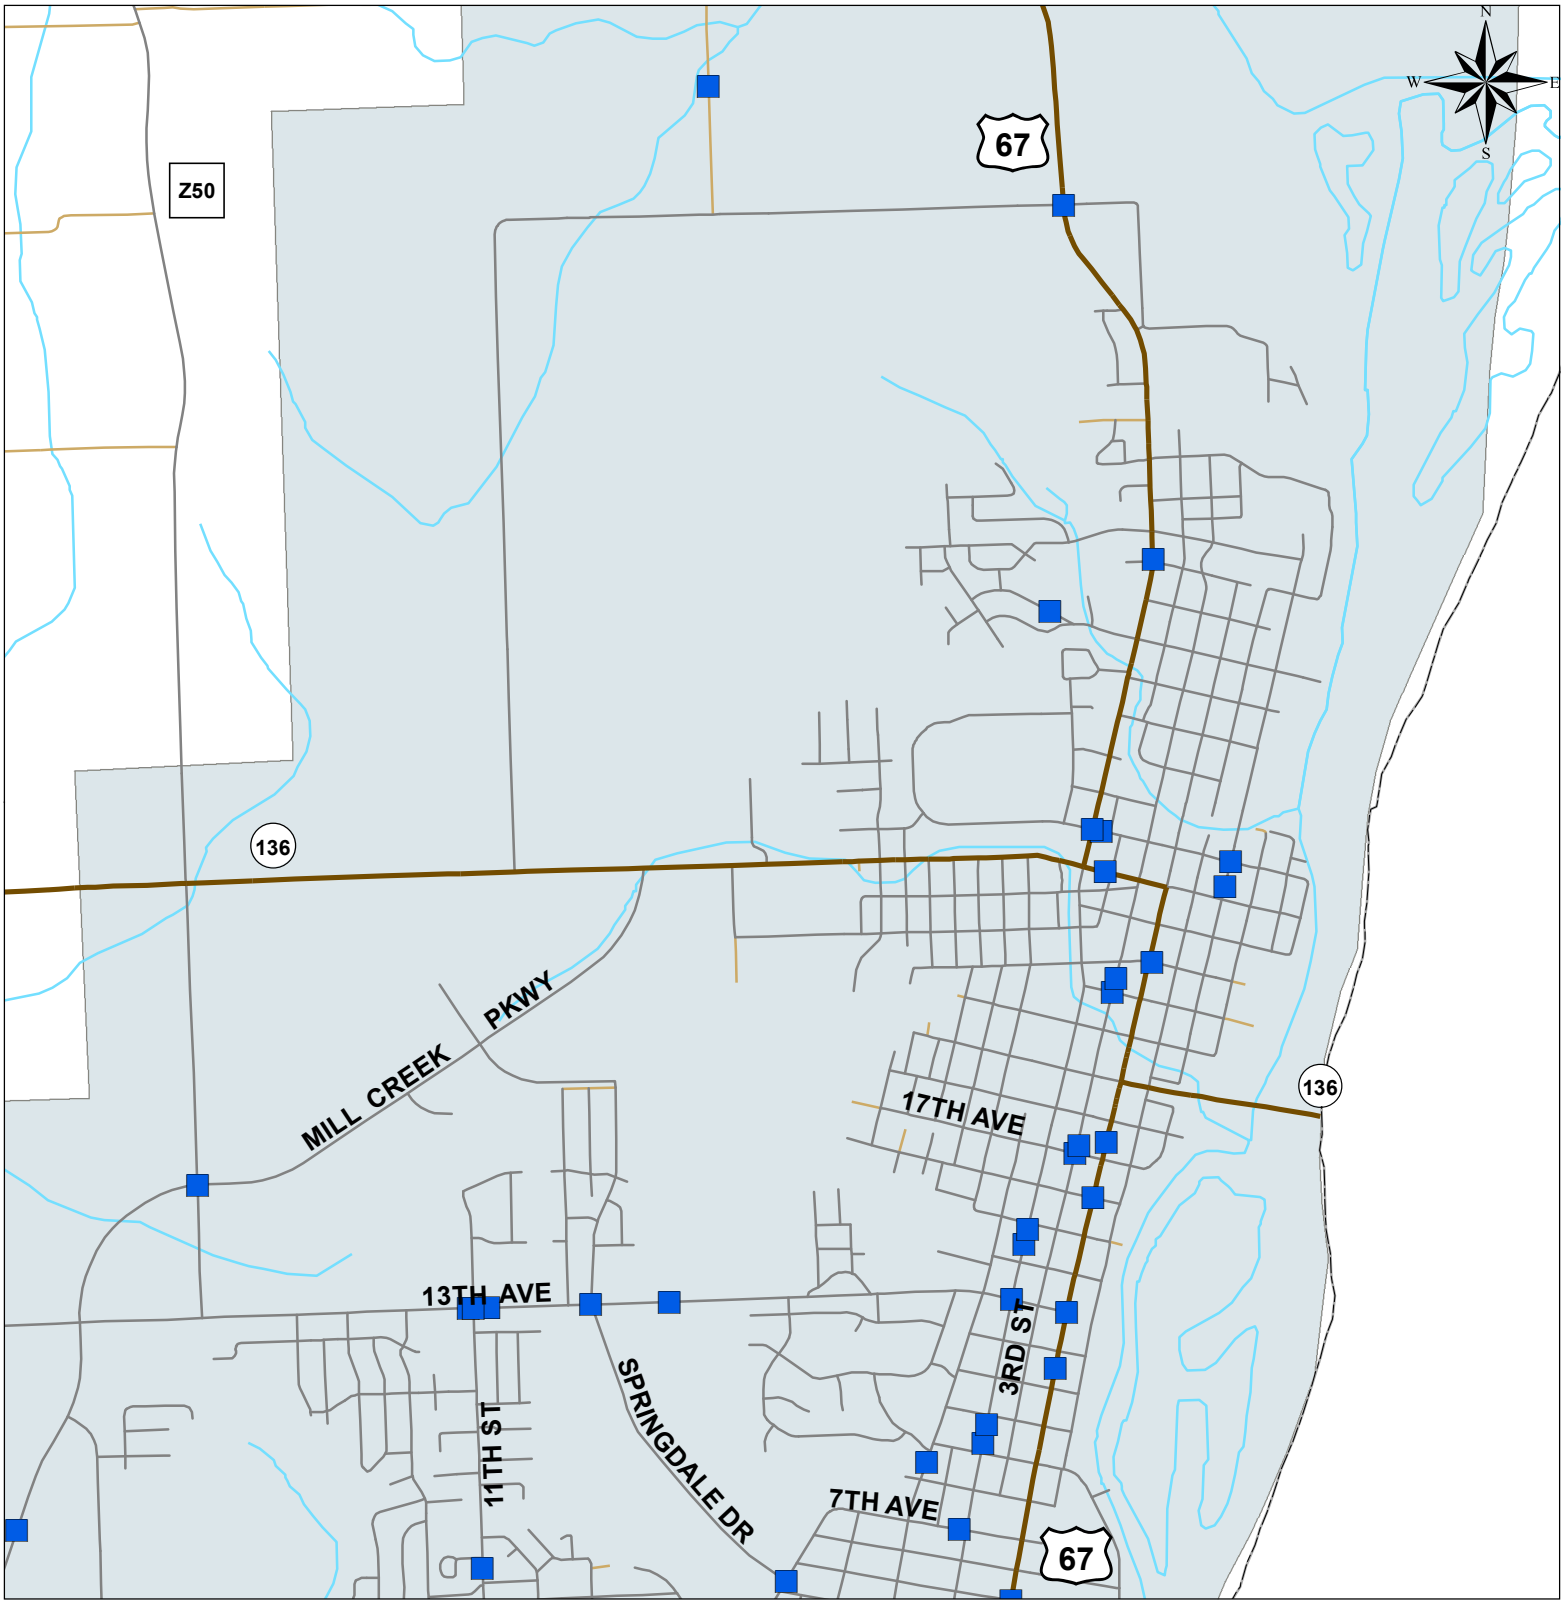 N
W
E
S
67
Z50
136
PKWY
MILL CREEK
136
17TH AVE
13TH AVE
3RD ST
SPRINGDALE DR
11TH ST
7TH AVE
67